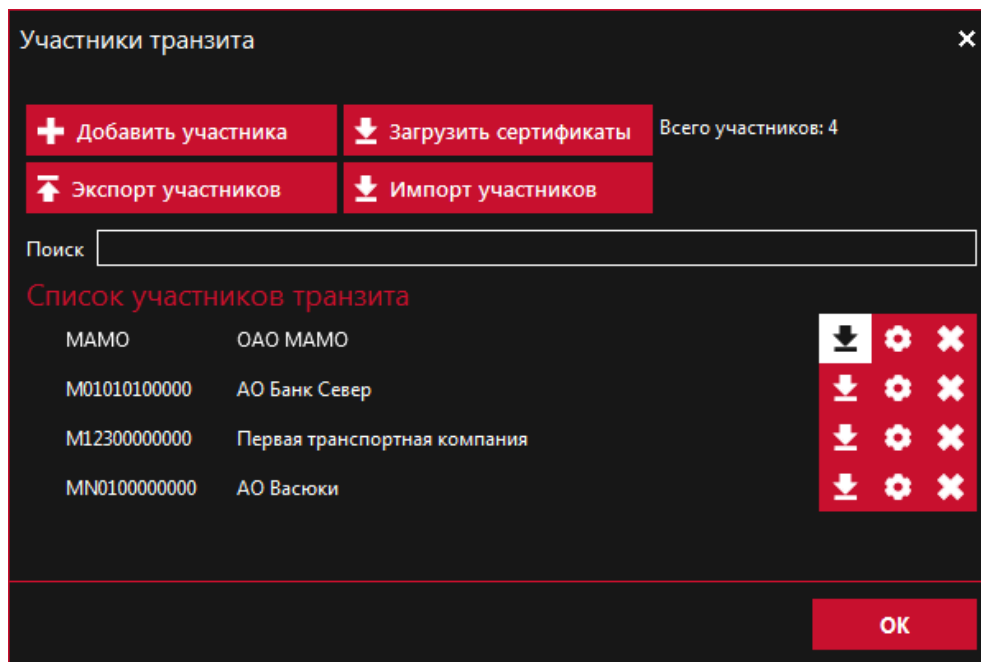 Участники транзита
Добавить участника
Загрузить сертификаты
Всего участников: 4
Экспорт участников
Импорт участников
Поиск
Список участников транзита
МАМО ОАО МАМО
M01010100000 АО Банк Север
M12300000000 Первая транспортная компания
MN0100000000 АО Васюки
ОК